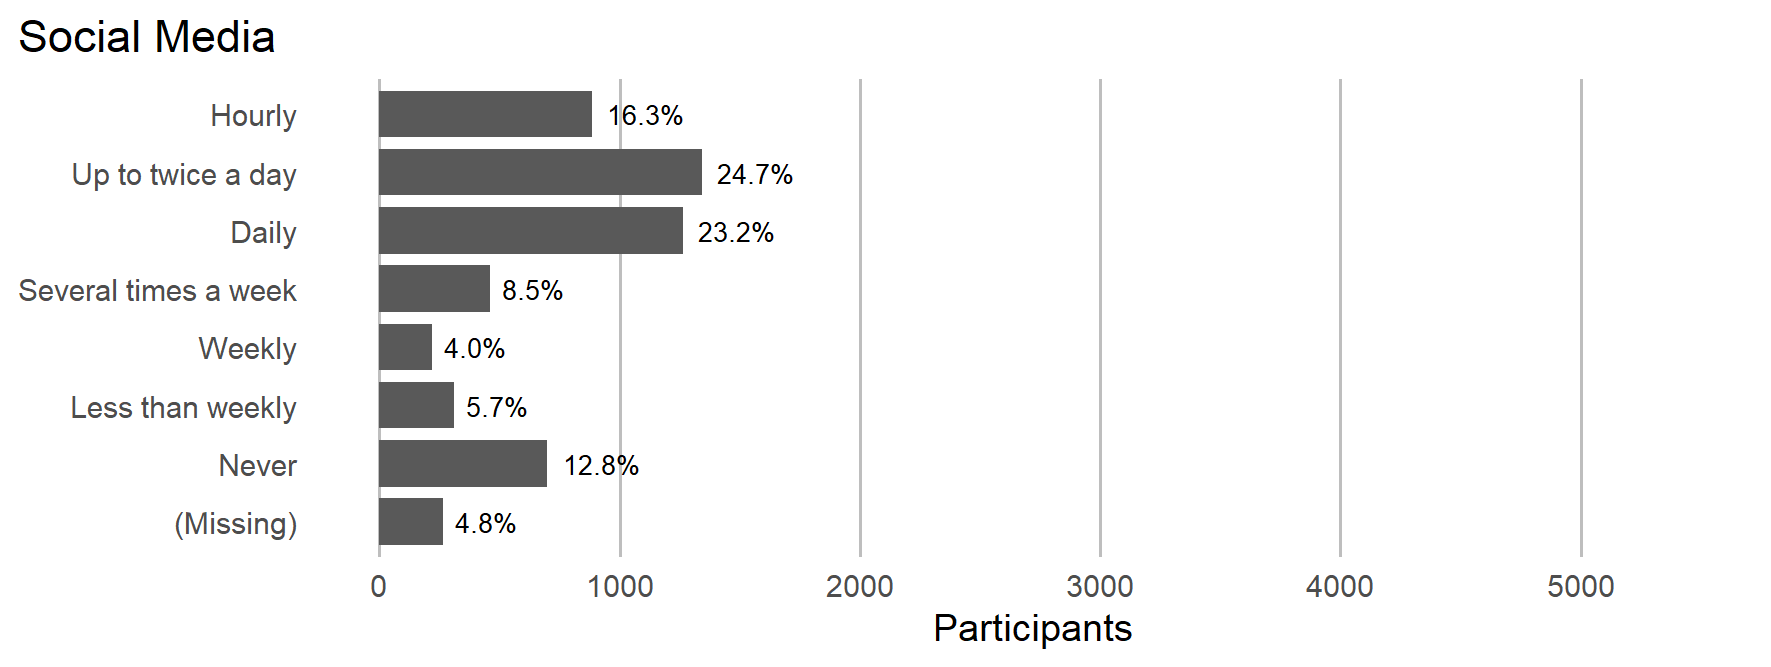 Social Media
Hourly 16.3%
Up to twice a day 24.7%
Daily 23.2%
Several times a week 8.5%
Weekly 4.0%
Less than weekly 5.7%
Never 12.8%
(Missing) 4.8%
0 1000 2000 3000 4000 5000
Participants